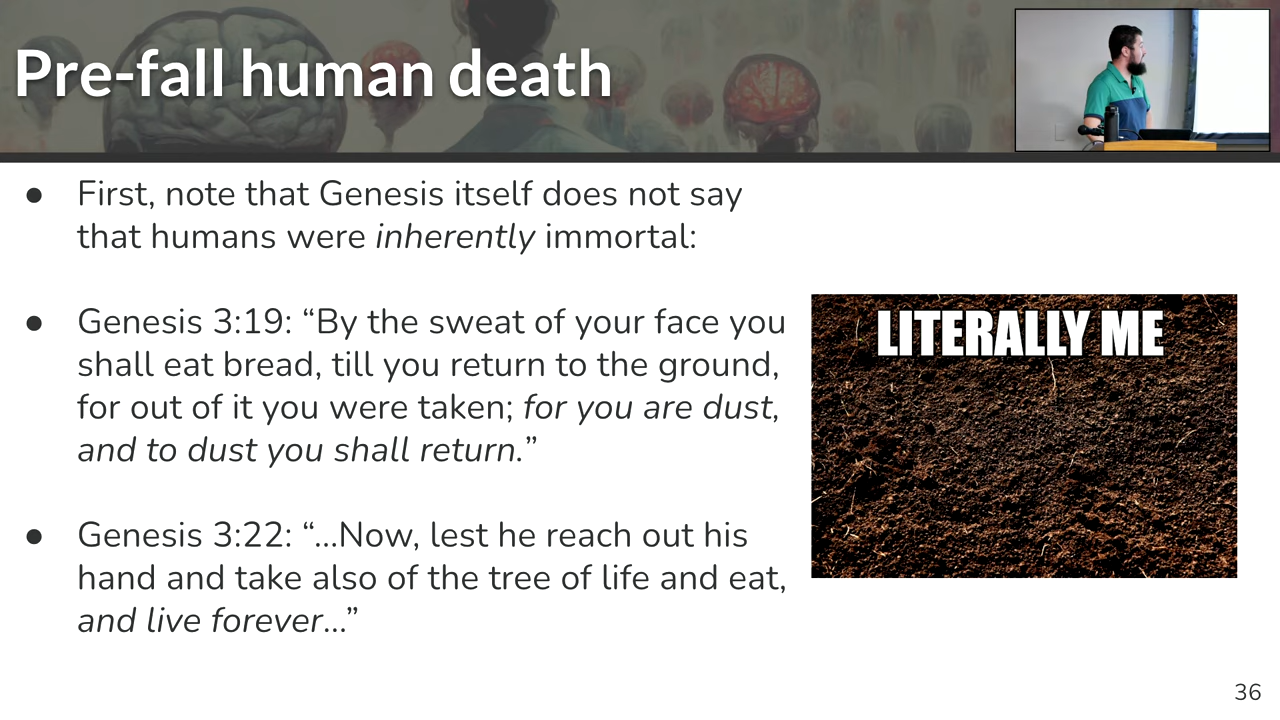 Pre-fall human death
● First, note that Genesis itself does not say
that humans were inherently immortal:
● Genesis 3:19: “By the sweat of your face you
shall eat bread, till you return to the ground,
for out of it you were taken; for you are dust,
and to dust you shall return.”
● Genesis 3:22: “...Now, lest he reach out his
hand and take also of the tree of life and eat,
and live forever...”
LITERALLY ME
36